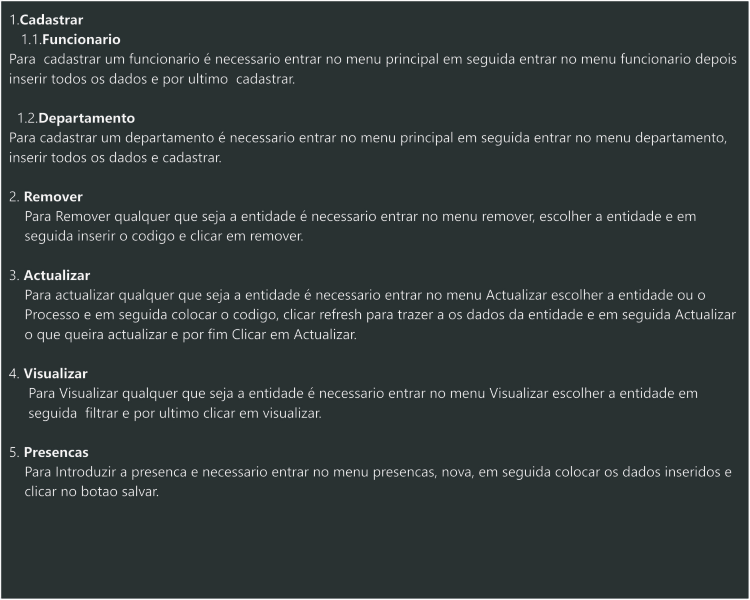 1.Cadastrar
1.1.Funcionario
Para cadastrar um funcionario é necessario entrar no menu principal em seguida entrar no menu funcionario depois
inserir todos os dados e por ultimo cadastrar.
1.2.Departamento
Para cadastrar um departamento é necessario entrar no menu principal em seguida entrar no menu departamento,
inserir todos os dados e cadastrar.
2. Remover
Para Remover qualquer que seja a entidade é necessario entrar no menu remover, escolher a entidade e em
seguida inserir o codigo e clicar em remover.
3. Actualizar
Para actualizar qualquer que seja a entidade é necessario entrar no menu Actualizar escolher a entidade ou o
Processo e em seguida colocar o codigo, clicar refresh para trazer a os dados da entidade e em seguida Actualizar
o que queira actualizar e por fim Clicar em Actualizar.
4. Visualizar
Para Visualizar qualquer que seja a entidade é necessario entrar no menu Visualizar escolher a entidade em
seguida filtrar e por ultimo clicar em visualizar.
5. Presencas
Para Introduzir a presenca e necessario entrar no menu presencas, nova, em seguida colocar os dados inseridos e
clicar no botao salvar.